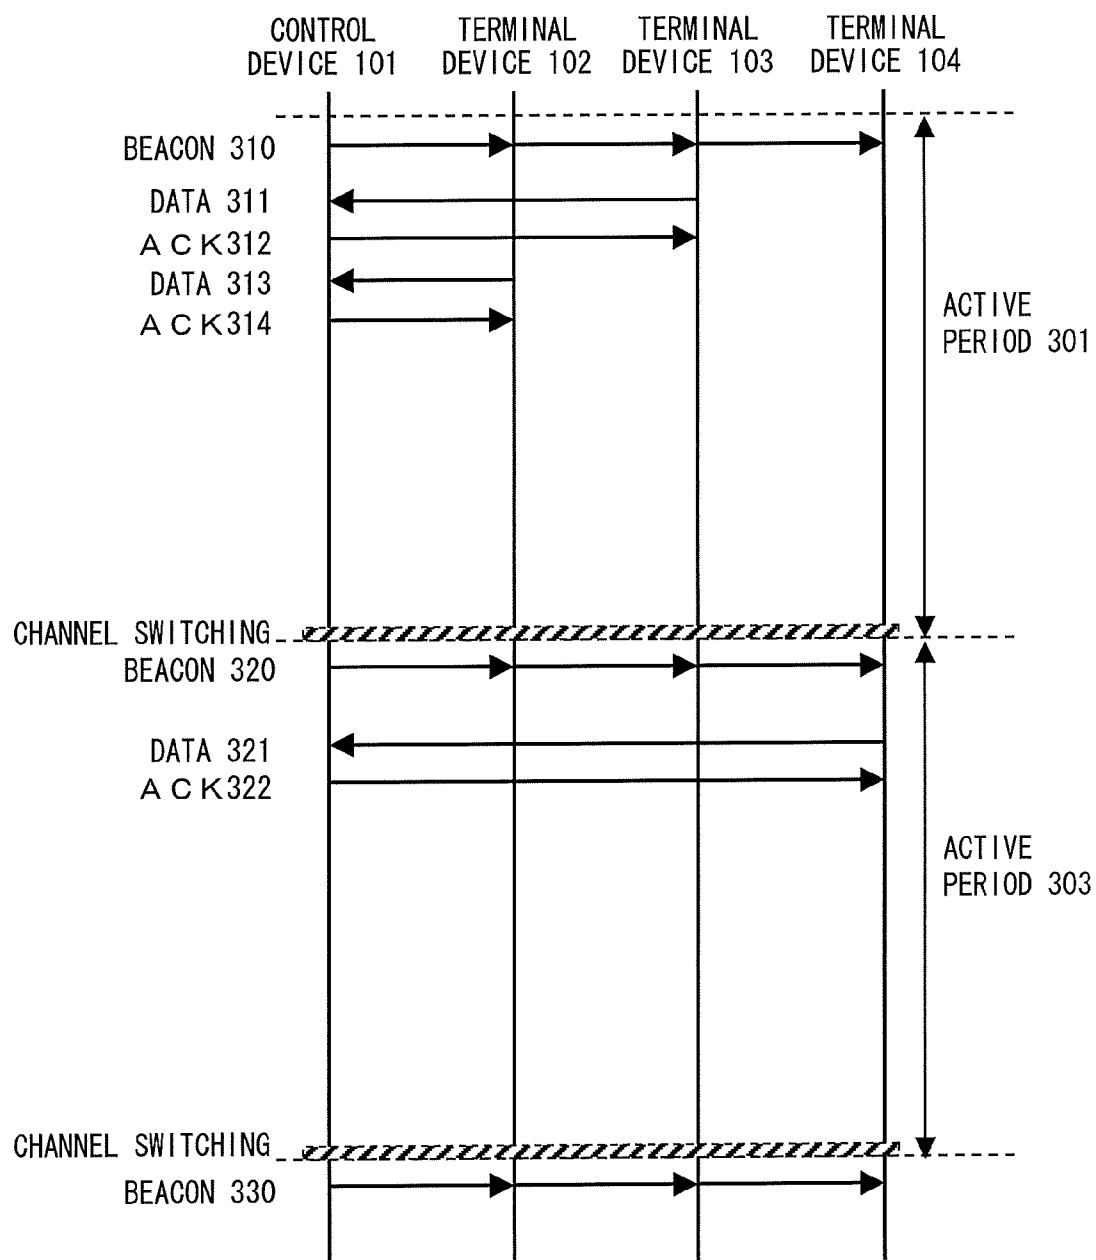 CONTROL DEVICE 101
TERMINAL DEVICE 102
TERMINAL DEVICE 103
TERMINAL DEVICE 104
BEACON 310
DATA 311
ACK312
DATA 313
ACK314
ACTIVE PERIOD 301
CHANNEL SWITCHING
BEACON 320
DATA 321
ACK322
ACTIVE PERIOD 303
CHANNEL SWITCHING
BEACON 330